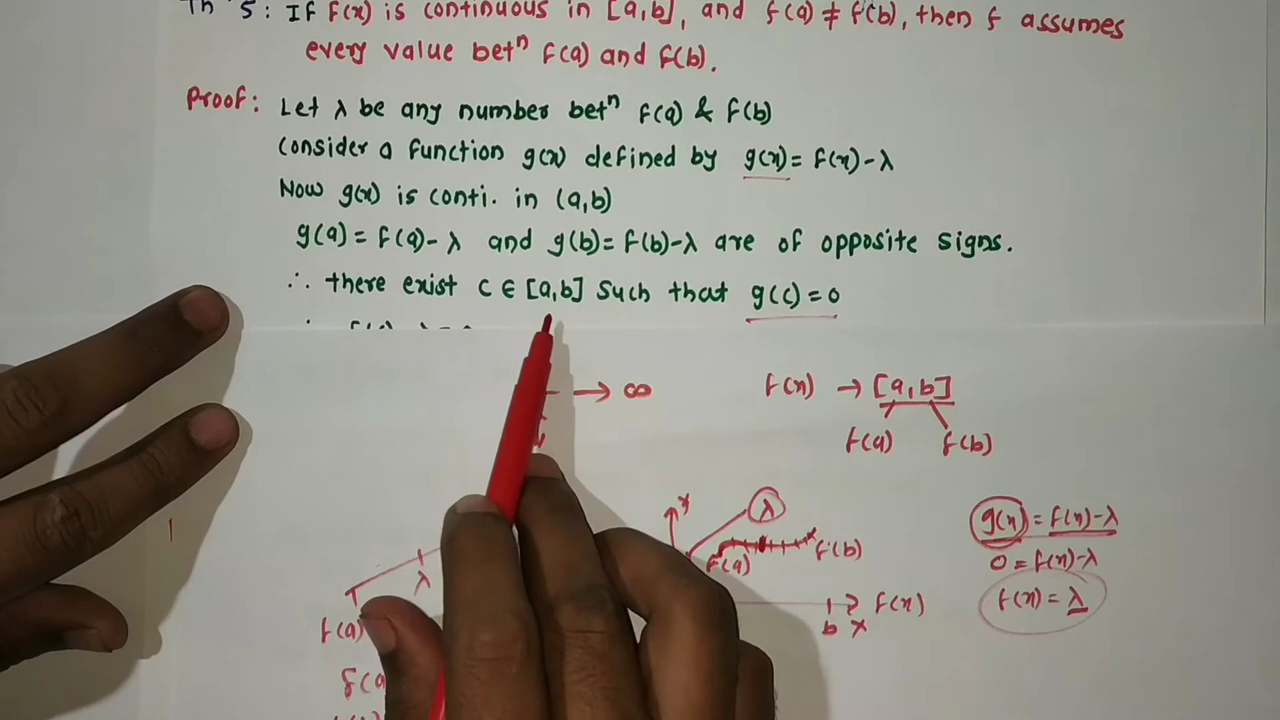 Th 5: If f(x) is continuous in [a,b], and f(a) ≠ f(b), then f assumes
every value betⁿ f(a) and f(b).
Proof: Let λ be any number betⁿ f(a) & f(b)
Consider a function g(x) defined by g(x) = f(x)-λ
Now g(x) is conti. in (a,b)
g(a) = f(a)-λ and g(b) = f(b)-λ are of opposite signs.
∴ there exist c ∈ [a,b] such that g(c) = 0
→ ∞
f(x) → [a,b]
f(a) f(b)
λ
f(a) f(b)
b x f(x)
g(x) = f(x)-λ
0 = f(x)-λ
f(x) = λ
λ
f(a)